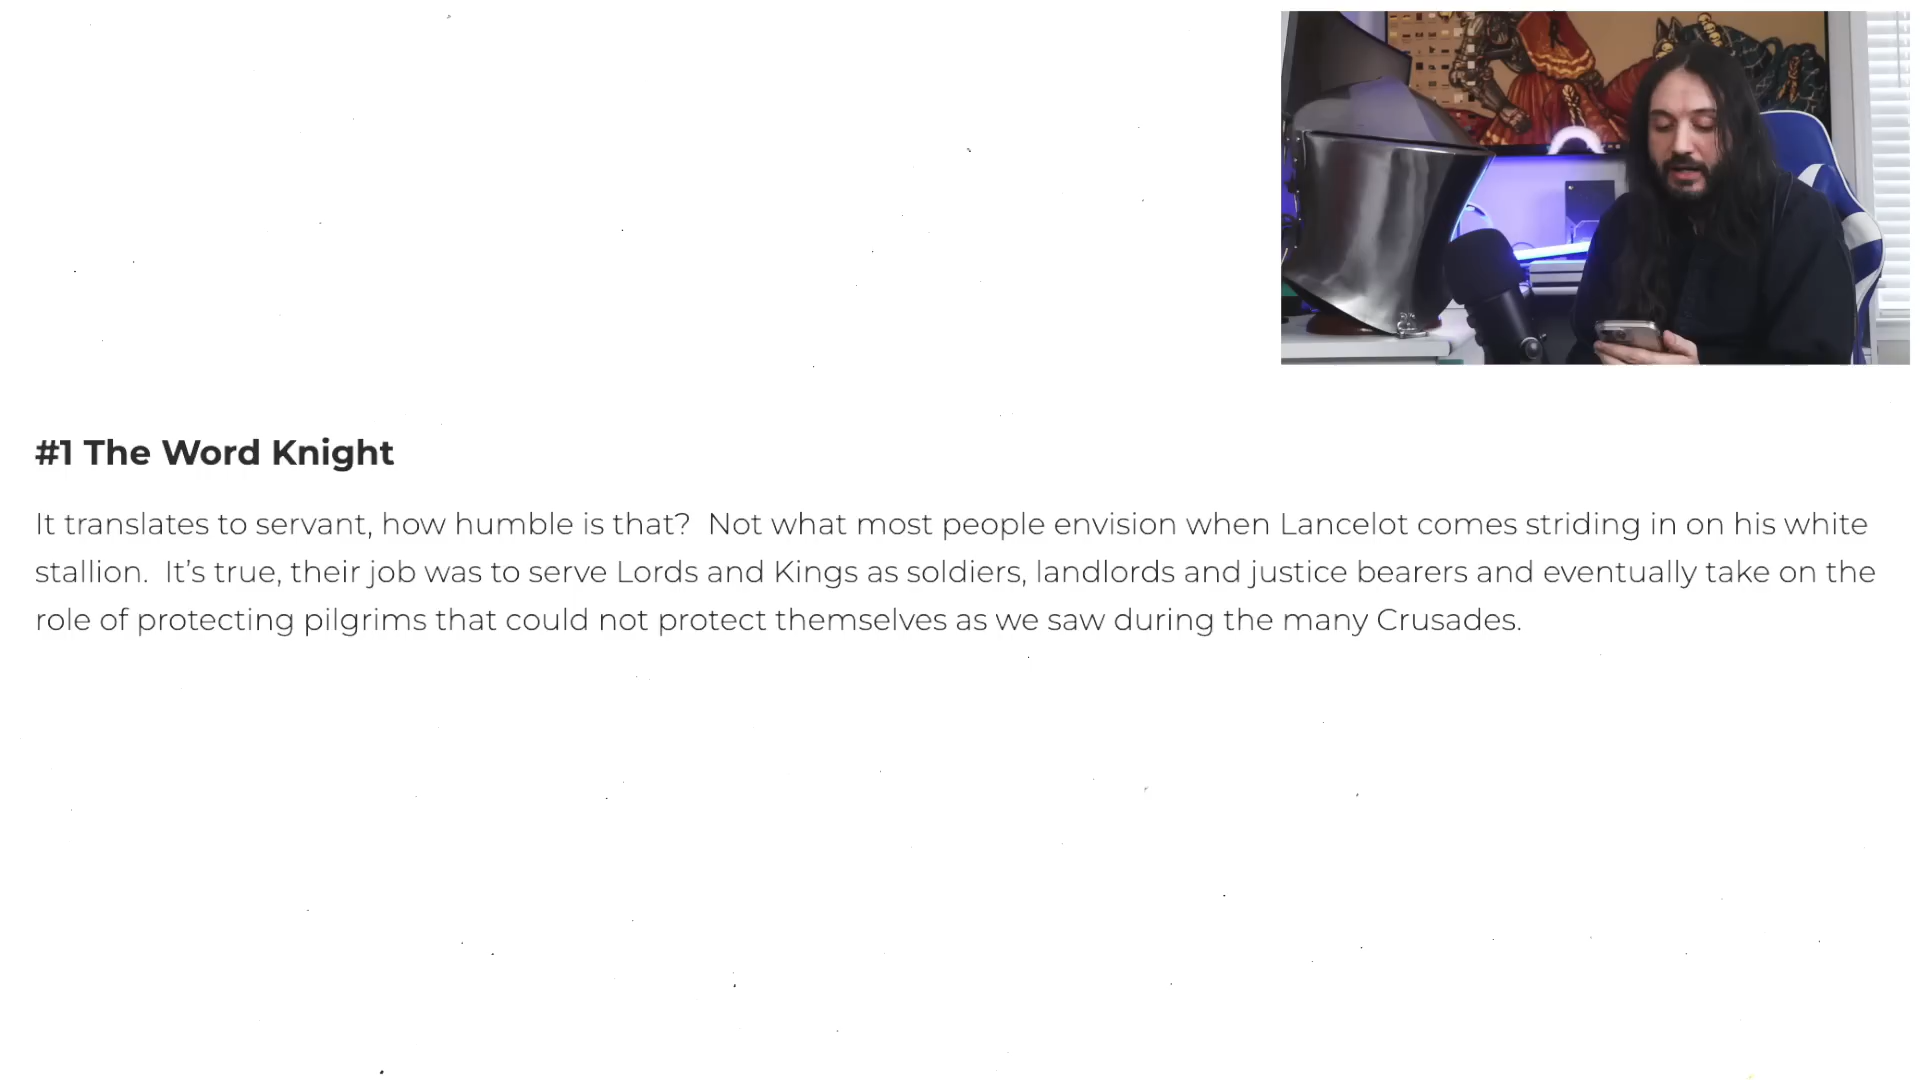 #1 The Word Knight
It translates to servant, how humble is that?  Not what most people envision when Lancelot comes striding in on his white
stallion.  It’s true, their job was to serve Lords and Kings as soldiers, landlords and justice bearers and eventually take on the
role of protecting pilgrims that could not protect themselves as we saw during the many Crusades.